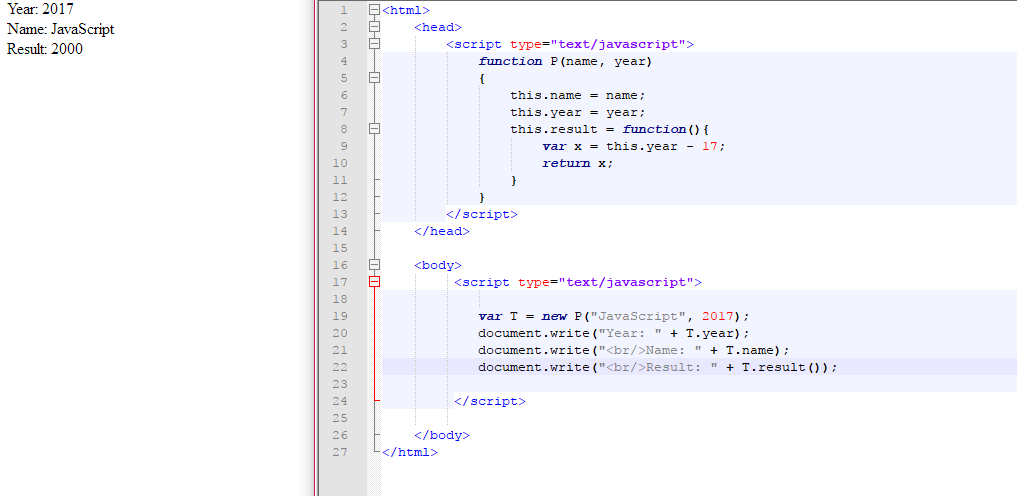 Year: 2017
Name: JavaScript
Result: 2000
1 <html>
2 <head>
3 <script type="text/javascript">
4 function P(name, year)
5 {
6 this.name = name;
7 this.year = year;
8 this.result = function(){
9 var x = this.year - 17;
10 return x;
11 }
12 }
13 </script>
14 </head>
15
16 <body>
17 <script type="text/javascript">
18
19 var T = new P("JavaScript", 2017);
20 document.write("Year: " + T.year);
21 document.write("<br/>Name: " + T.name);
22 document.write("<br/>Result: " + T.result());
23
24 </script>
25
26 </body>
27 </html>